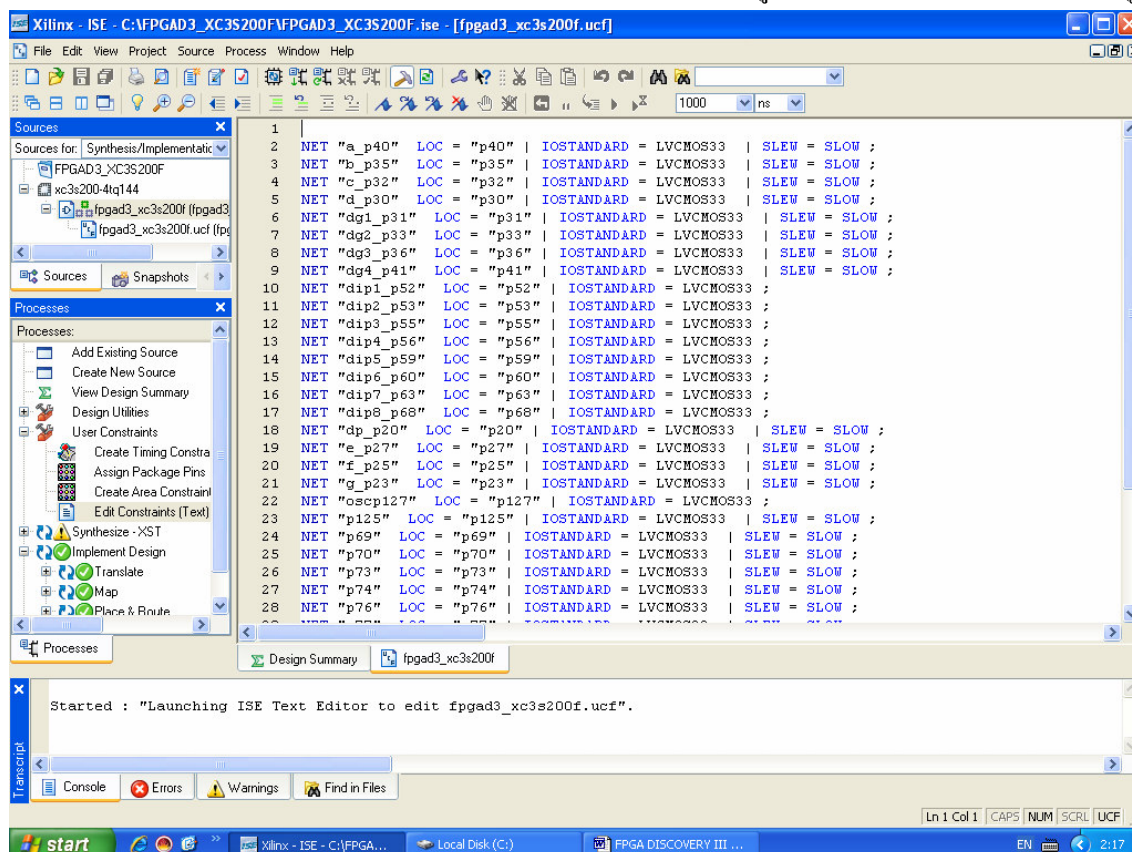 Xilinx - ISE - C:\FPGAD3_XC3S200F\FPGAD3_XC3S200F.ise - [fpgad3_xc3s200f.ucf]
File Edit View Project Source Process Window Help
1000 ns
Sources
Sources for: Synthesis/Implementatic
FPGAD3_XC3S200F
xc3s200-4tq144
fpgad3_xc3s200f (fpgad3
fpgad3_xc3s200f.ucf (fpg
Sources Snapshots
Processes
Processes:
Add Existing Source
Create New Source
View Design Summary
Design Utilities
User Constraints
Create Timing Constra
Assign Package Pins
Create Area Constraint
Edit Constraints (Text)
Synthesize - XST
Implement Design
Translate
Map
Place & Route
Processes
1
2 NET "a_p40" LOC = "p40" | IOSTANDARD = LVCMOS33 | SLEW = SLOW ;
3 NET "b_p35" LOC = "p35" | IOSTANDARD = LVCMOS33 | SLEW = SLOW ;
4 NET "c_p32" LOC = "p32" | IOSTANDARD = LVCMOS33 | SLEW = SLOW ;
5 NET "d_p30" LOC = "p30" | IOSTANDARD = LVCMOS33 | SLEW = SLOW ;
6 NET "dg1_p31" LOC = "p31" | IOSTANDARD = LVCMOS33 | SLEW = SLOW ;
7 NET "dg2_p33" LOC = "p33" | IOSTANDARD = LVCMOS33 | SLEW = SLOW ;
8 NET "dg3_p36" LOC = "p36" | IOSTANDARD = LVCMOS33 | SLEW = SLOW ;
9 NET "dg4_p41" LOC = "p41" | IOSTANDARD = LVCMOS33 | SLEW = SLOW ;
10 NET "dip1_p52" LOC = "p52" | IOSTANDARD = LVCMOS33 ;
11 NET "dip2_p53" LOC = "p53" | IOSTANDARD = LVCMOS33 ;
12 NET "dip3_p55" LOC = "p55" | IOSTANDARD = LVCMOS33 ;
13 NET "dip4_p56" LOC = "p56" | IOSTANDARD = LVCMOS33 ;
14 NET "dip5_p59" LOC = "p59" | IOSTANDARD = LVCMOS33 ;
15 NET "dip6_p60" LOC = "p60" | IOSTANDARD = LVCMOS33 ;
16 NET "dip7_p63" LOC = "p63" | IOSTANDARD = LVCMOS33 ;
17 NET "dip8_p68" LOC = "p68" | IOSTANDARD = LVCMOS33 ;
18 NET "dp_p20" LOC = "p20" | IOSTANDARD = LVCMOS33 | SLEW = SLOW ;
19 NET "e_p27" LOC = "p27" | IOSTANDARD = LVCMOS33 | SLEW = SLOW ;
20 NET "f_p25" LOC = "p25" | IOSTANDARD = LVCMOS33 | SLEW = SLOW ;
21 NET "g_p23" LOC = "p23" | IOSTANDARD = LVCMOS33 | SLEW = SLOW ;
22 NET "oscp127" LOC = "p127" | IOSTANDARD = LVCMOS33 ;
23 NET "p125" LOC = "p125" | IOSTANDARD = LVCMOS33 | SLEW = SLOW ;
24 NET "p69" LOC = "p69" | IOSTANDARD = LVCMOS33 | SLEW = SLOW ;
25 NET "p70" LOC = "p70" | IOSTANDARD = LVCMOS33 | SLEW = SLOW ;
26 NET "p73" LOC = "p73" | IOSTANDARD = LVCMOS33 | SLEW = SLOW ;
27 NET "p74" LOC = "p74" | IOSTANDARD = LVCMOS33 | SLEW = SLOW ;
28 NET "p76" LOC = "p76" | IOSTANDARD = LVCMOS33 | SLEW = SLOW ;
Design Summary fpgad3_xc3s200f
Started : "Launching ISE Text Editor to edit fpgad3_xc3s200f.ucf".
Transcript
Console Errors Warnings Find in Files
Ln 1 Col 1 CAPS NUM SCRL UCF
start Xilinx - ISE - C:\FPGA... Local Disk (C:) FPGA DISCOVERY III ... EN 2:17